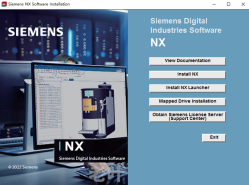 Siemens NX Software Installation
SIEMENS
NX
Siemens Digital Industries Software
© 2022 Siemens
Siemens Digital
Industries Software
NX
View Documentation
Install NX
Install NX Launcher
Mapped Drive Installation
Obtain Siemens License Server
(Support Center)
Exit